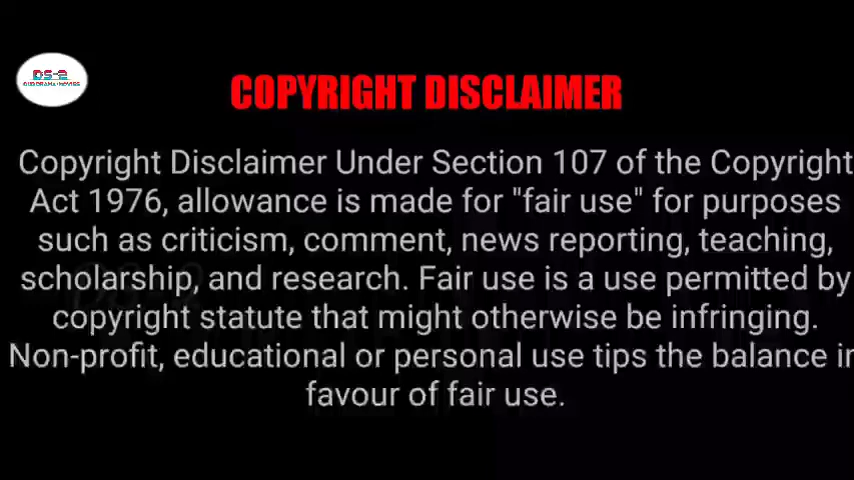 DS-2
COPYRIGHT DISCLAIMER
Copyright Disclaimer Under Section 107 of the Copyright
Act 1976, allowance is made for "fair use" for purposes
such as criticism, comment, news reporting, teaching,
scholarship, and research. Fair use is a use permitted by
copyright statute that might otherwise be infringing.
Non-profit, educational or personal use tips the balance in
favour of fair use.